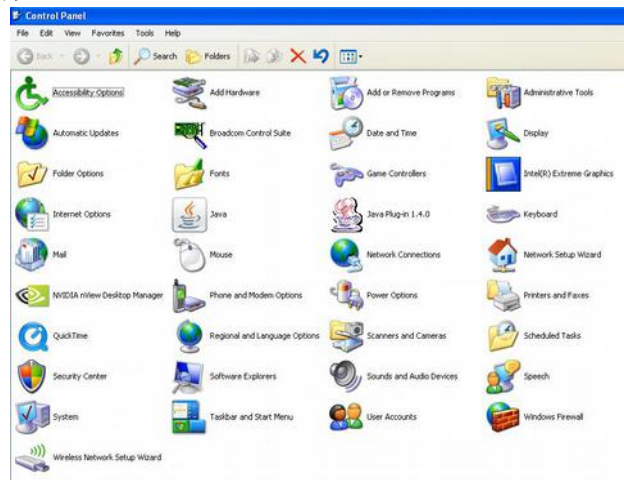 Control Panel
File Edit View Favorites Tools Help
Back Search Folders
Accessibility Options Add Hardware Add or Remove Programs Administrative Tools
Automatic Updates Broadcom Control Suite Date and Time Display
Folder Options Fonts Game Controllers Intel(R) Extreme Graphics
Internet Options Java Java Plug-in 1.4.0 Keyboard
Mail Mouse Network Connections Network Setup Wizard
NVIDIA nView Desktop Manager Phone and Modem Options Power Options Printers and Faxes
QuickTime Regional and Language Options Scanners and Cameras Scheduled Tasks
Security Center Software Explorers Sounds and Audio Devices Speech
System Taskbar and Start Menu User Accounts Windows Firewall
Wireless Network Setup Wizard